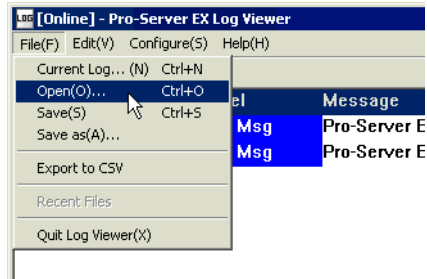 LOG [Online] - Pro-Server EX Log Viewer
File(F) Edit(V) Configure(S) Help(H)
Current Log... (N) Ctrl+N
Open(O)... Ctrl+O
Save(S) Ctrl+S
Save as(A)...
Export to CSV
Recent Files
Quit Log Viewer(X)
el Message
Msg Pro-Server E
Msg Pro-Server E